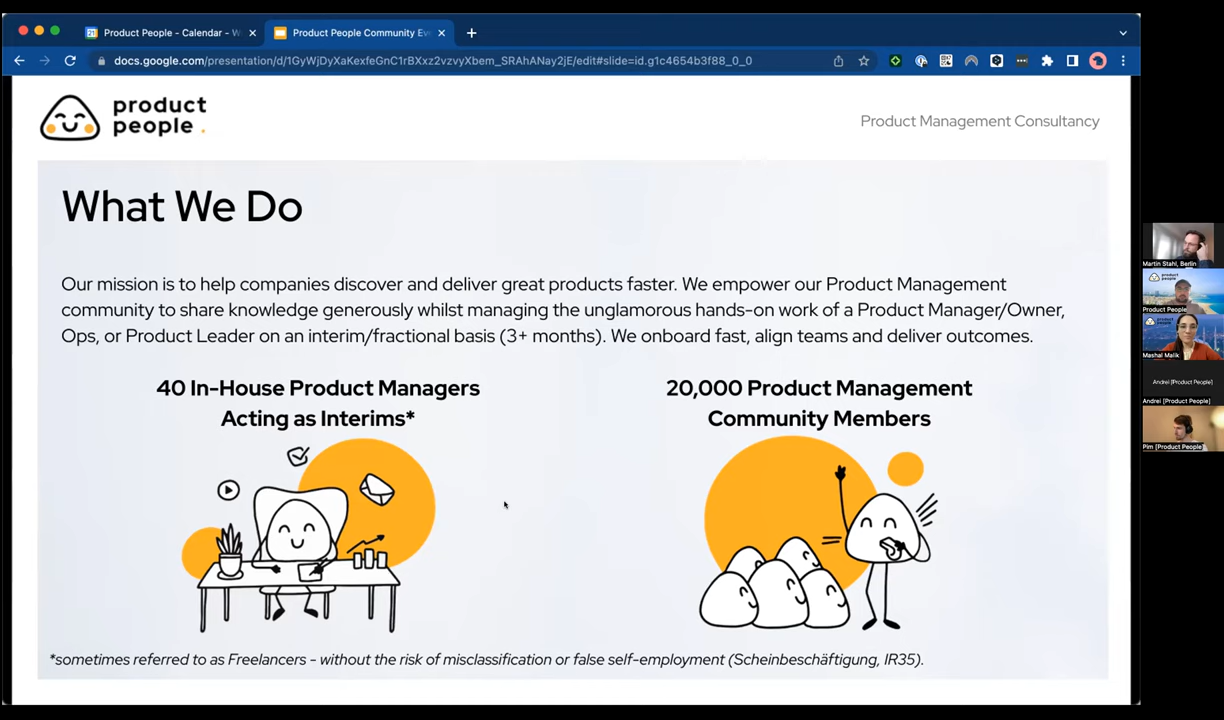 Product People - Calendar - W
Product People Community Eve
docs.google.com/presentation/d/1GyWjDyXaKexfeGnC1rBXxz2vzvyXbem_SRAhANay2jE/edit#slide=id.g1c4654b3f88_0_0
product
people.
Product Management Consultancy
What We Do
Our mission is to help companies discover and deliver great products faster. We empower our Product Management
community to share knowledge generously whilst managing the unglamorous hands-on work of a Product Manager/Owner,
Ops, or Product Leader on an interim/fractional basis (3+ months). We onboard fast, align teams and deliver outcomes.
40 In-House Product Managers
Acting as Interims*
20,000 Product Management
Community Members
*sometimes referred to as Freelancers - without the risk of misclassification or false self-employment (Scheinbeschäftigung, IR35).
Martin Stahl, Berlin
product people
Product People
Mashal Malik
Andrei [Product People]
Andrei [Product People]
Pim [Product People]